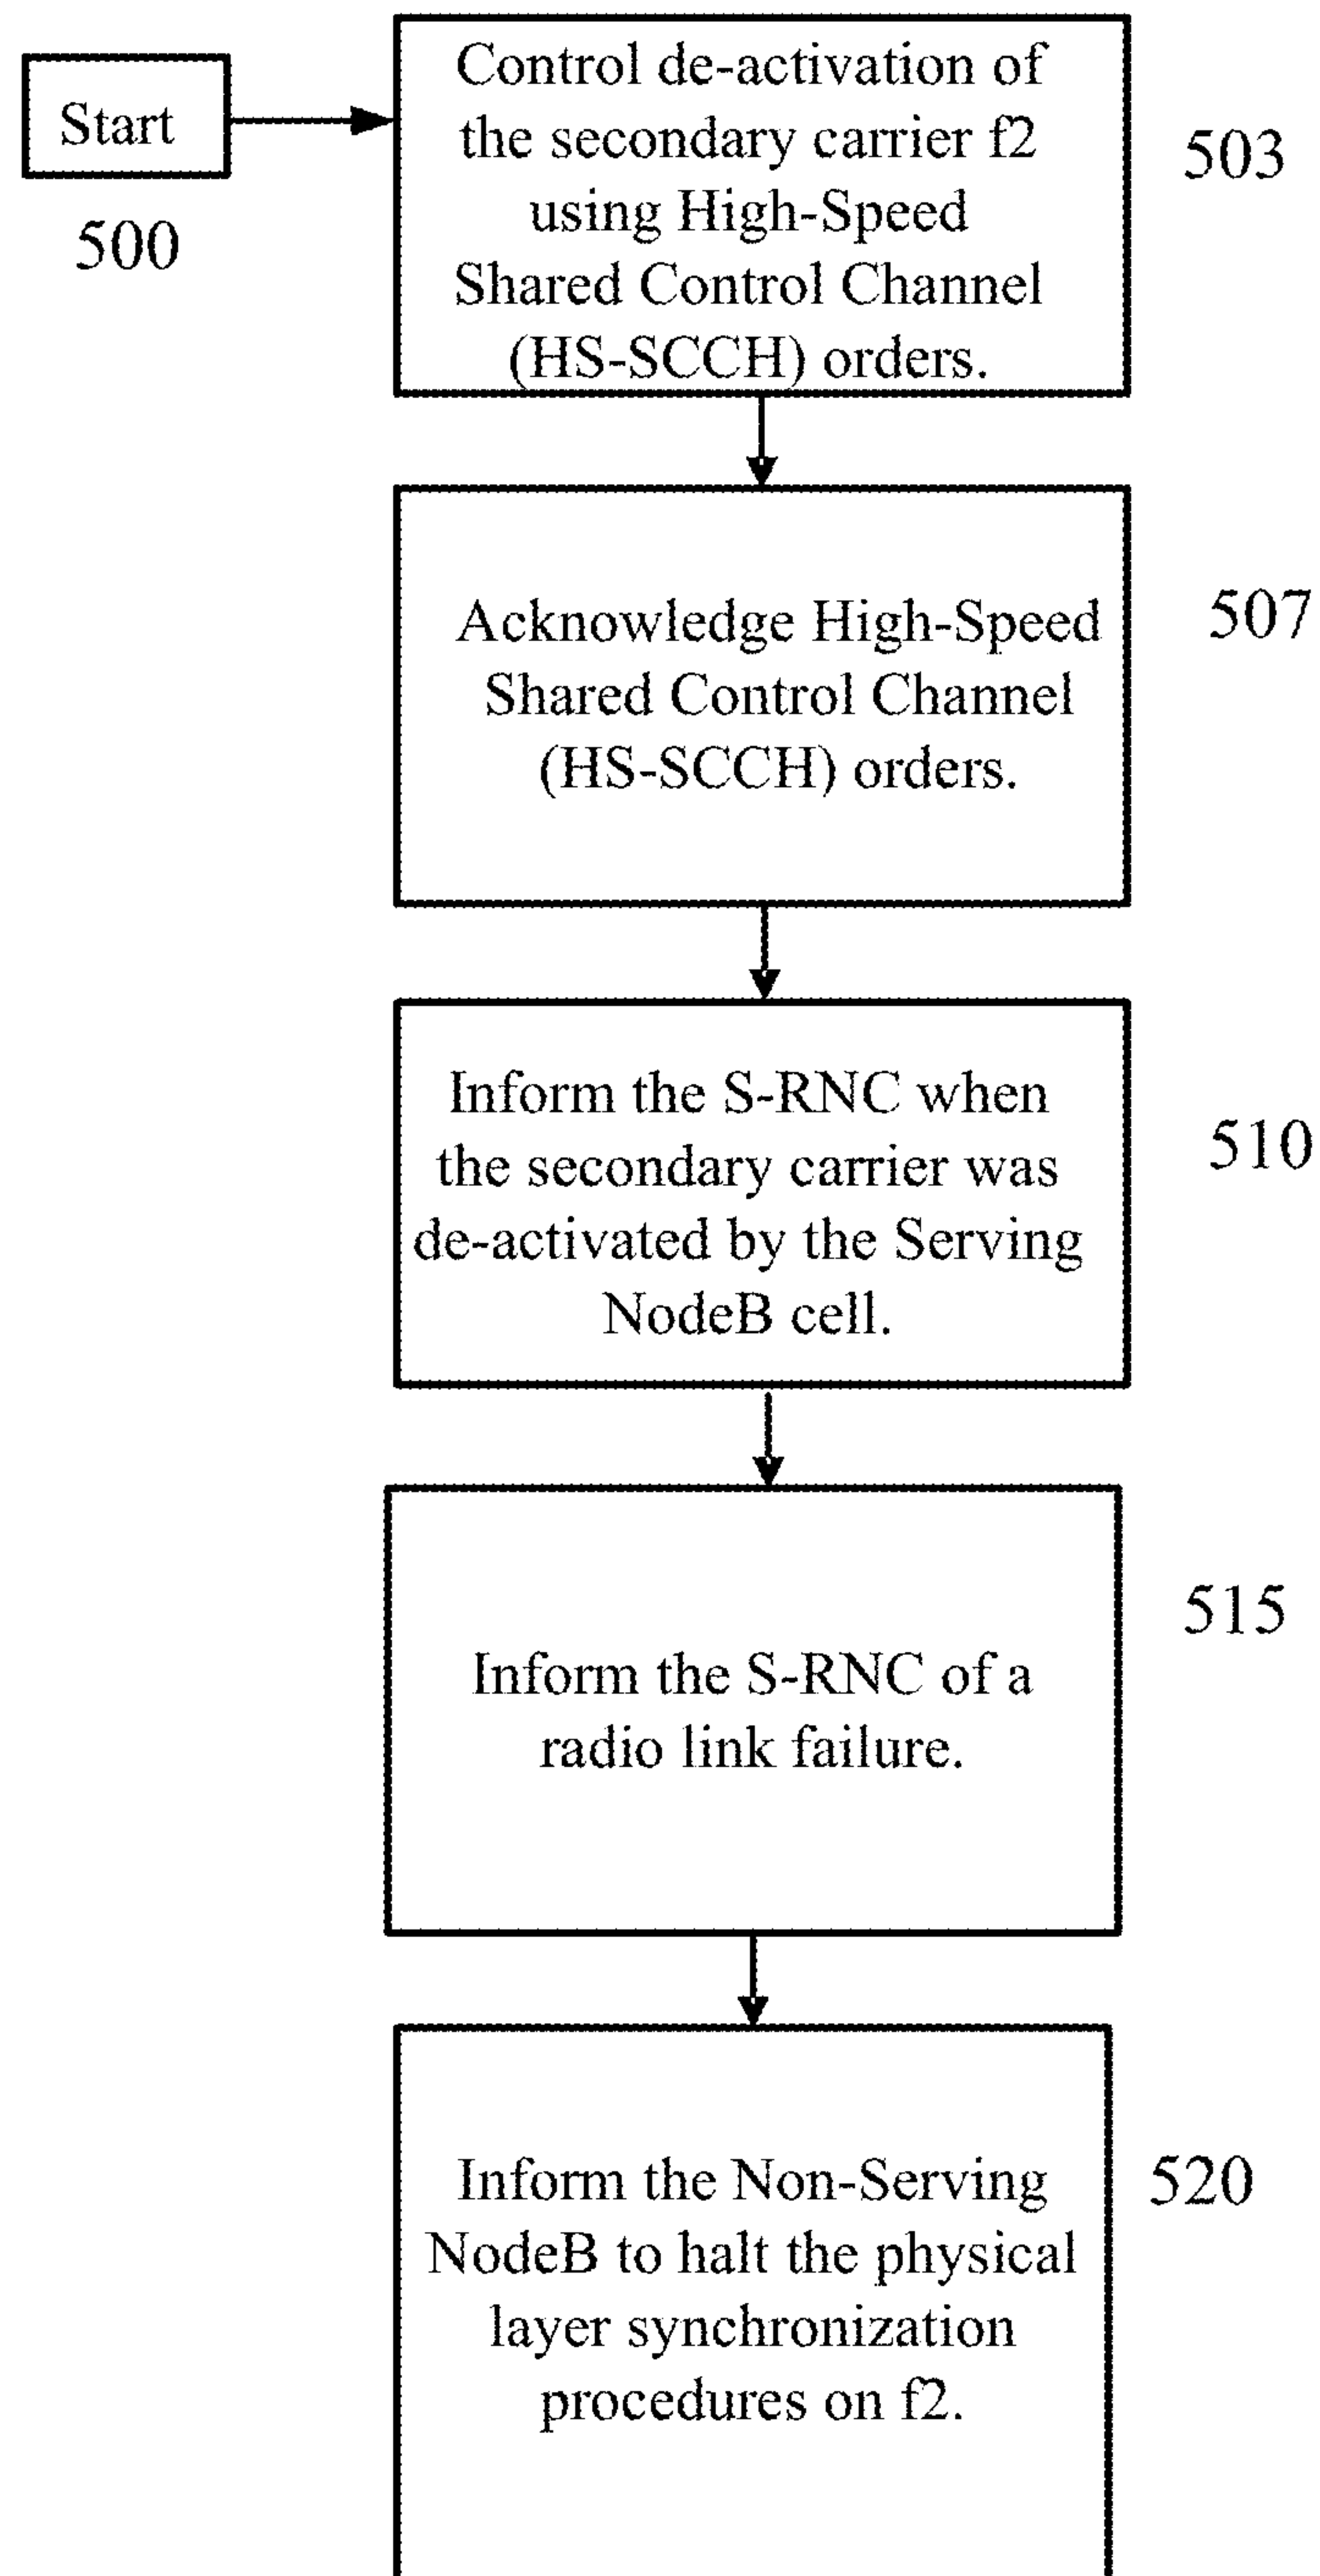 Start
500
Control de-activation of
the secondary carrier f2
using High-Speed
Shared Control Channel
(HS-SCCH) orders.
503
Acknowledge High-Speed
Shared Control Channel
(HS-SCCH) orders.
507
Inform the S-RNC when
the secondary carrier was
de-activated by the Serving
NodeB cell.
510
Inform the S-RNC of a
radio link failure.
515
Inform the Non-Serving
NodeB to halt the physical
layer synchronization
procedures on f2.
520